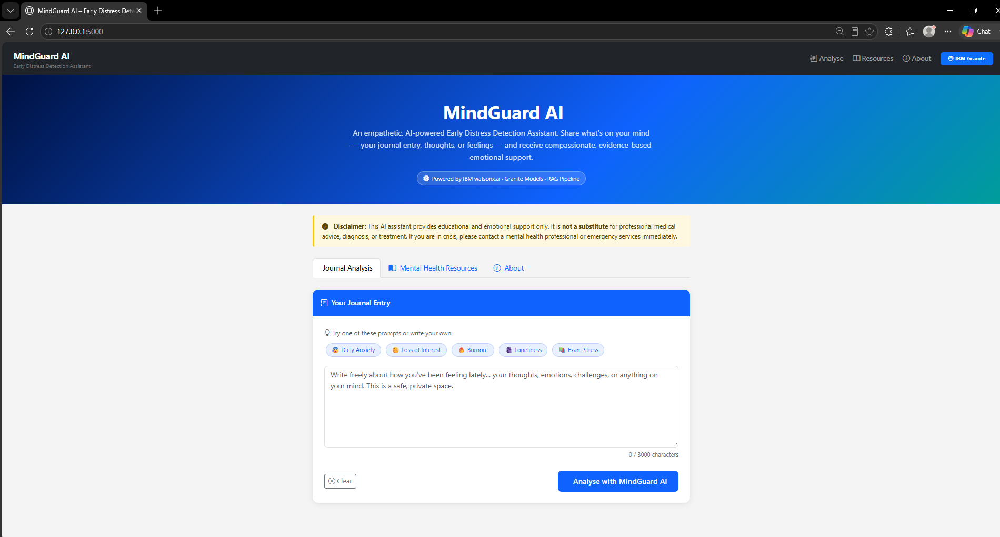 MindGuard AI – Early Distress Dete
127.0.0.1:5000
Chat
MindGuard AI
Early Distress Detection Assistant
Analyse
Resources
About
IBM Granite
MindGuard AI
An empathetic, AI-powered Early Distress Detection Assistant. Share what's on your mind
— your journal entry, thoughts, or feelings — and receive compassionate, evidence-based
emotional support.
Powered by IBM watsonx.ai · Granite Models · RAG Pipeline
Disclaimer: This AI assistant provides educational and emotional support only. It is not a substitute for professional medical
advice, diagnosis, or treatment. If you are in crisis, please contact a mental health professional or emergency services immediately.
Journal Analysis
Mental Health Resources
About
Your Journal Entry
Try one of these prompts or write your own:
Daily Anxiety
Loss of Interest
Burnout
Loneliness
Exam Stress
Write freely about how you've been feeling lately... your thoughts, emotions, challenges, or anything on
your mind. This is a safe, private space.
0 / 3000 characters
Clear
Analyse with MindGuard AI